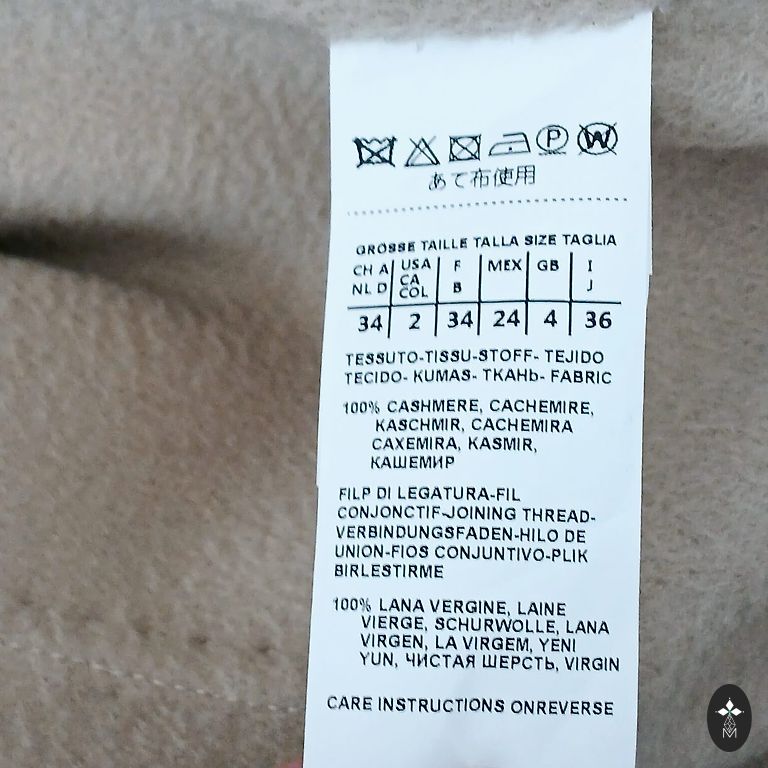 P W
あて布使用
GROSSE TAILLE TALLA SIZE TAGLIA
CH A USA F MEX GB I
NL D CA B J
COL
34 2 34 24 4 36
TESSUTO-TISSU-STOFF- TEJIDO
TECIDO- KUMAS- ТКАНЬ- FABRIC
100% CASHMERE, CACHEMIRE,
KASCHMIR, CACHEMIRA
CAXEMIRA, KASMIR,
КАШЕМИР
FILP DI LEGATURA-FIL
CONJONCTIF-JOINING THREAD-
VERBINDUNGSFADEN-HILO DE
UNION-FIOS CONJUNTIVO-PLIK
BIRLESTIRME
100% LANA VERGINE, LAINE
VIERGE, SCHURWOLLE, LANA
VIRGEN, LA VIRGEM, YENI
YUN, ЧИСТАЯ ШЕРСТЬ, VIRGIN
CARE INSTRUCTIONS ONREVERSE
M